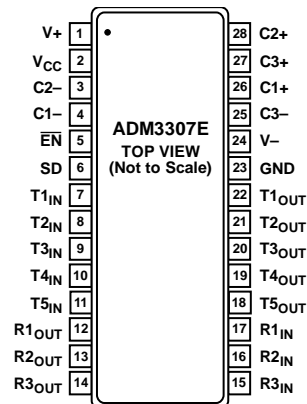 V+ 1 28 C2+
VCC 2 27 C3+
C2– 3 26 C1+
C1– 4 25 C3–
EN 5 24 V–
SD 6 23 GND
T1IN 7 22 T1OUT
T2IN 8 21 T2OUT
T3IN 9 20 T3OUT
T4IN 10 19 T4OUT
T5IN 11 18 T5OUT
R1OUT 12 17 R1IN
R2OUT 13 16 R2IN
R3OUT 14 15 R3IN
ADM3307E
TOP VIEW
(Not to Scale)